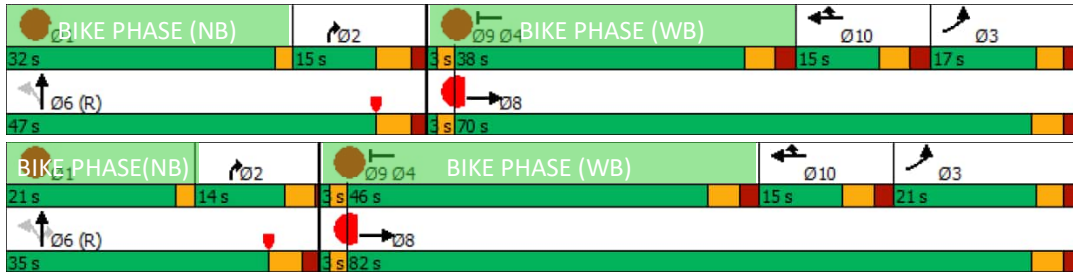 BIKE PHASE (NB) Ø1 Ø2 BIKE PHASE (WB) Ø9 Ø4 Ø10 Ø3
32 s 15 s 3 s 38 s 15 s 17 s
Ø6 (R) Ø8
47 s 3 s 70 s
BIKE PHASE(NB) Ø1 Ø2 Ø9 Ø4 BIKE PHASE (WB) Ø10 Ø3
21 s 14 s 3 s 46 s 15 s 21 s
Ø6 (R) Ø8
35 s 3 s 82 s